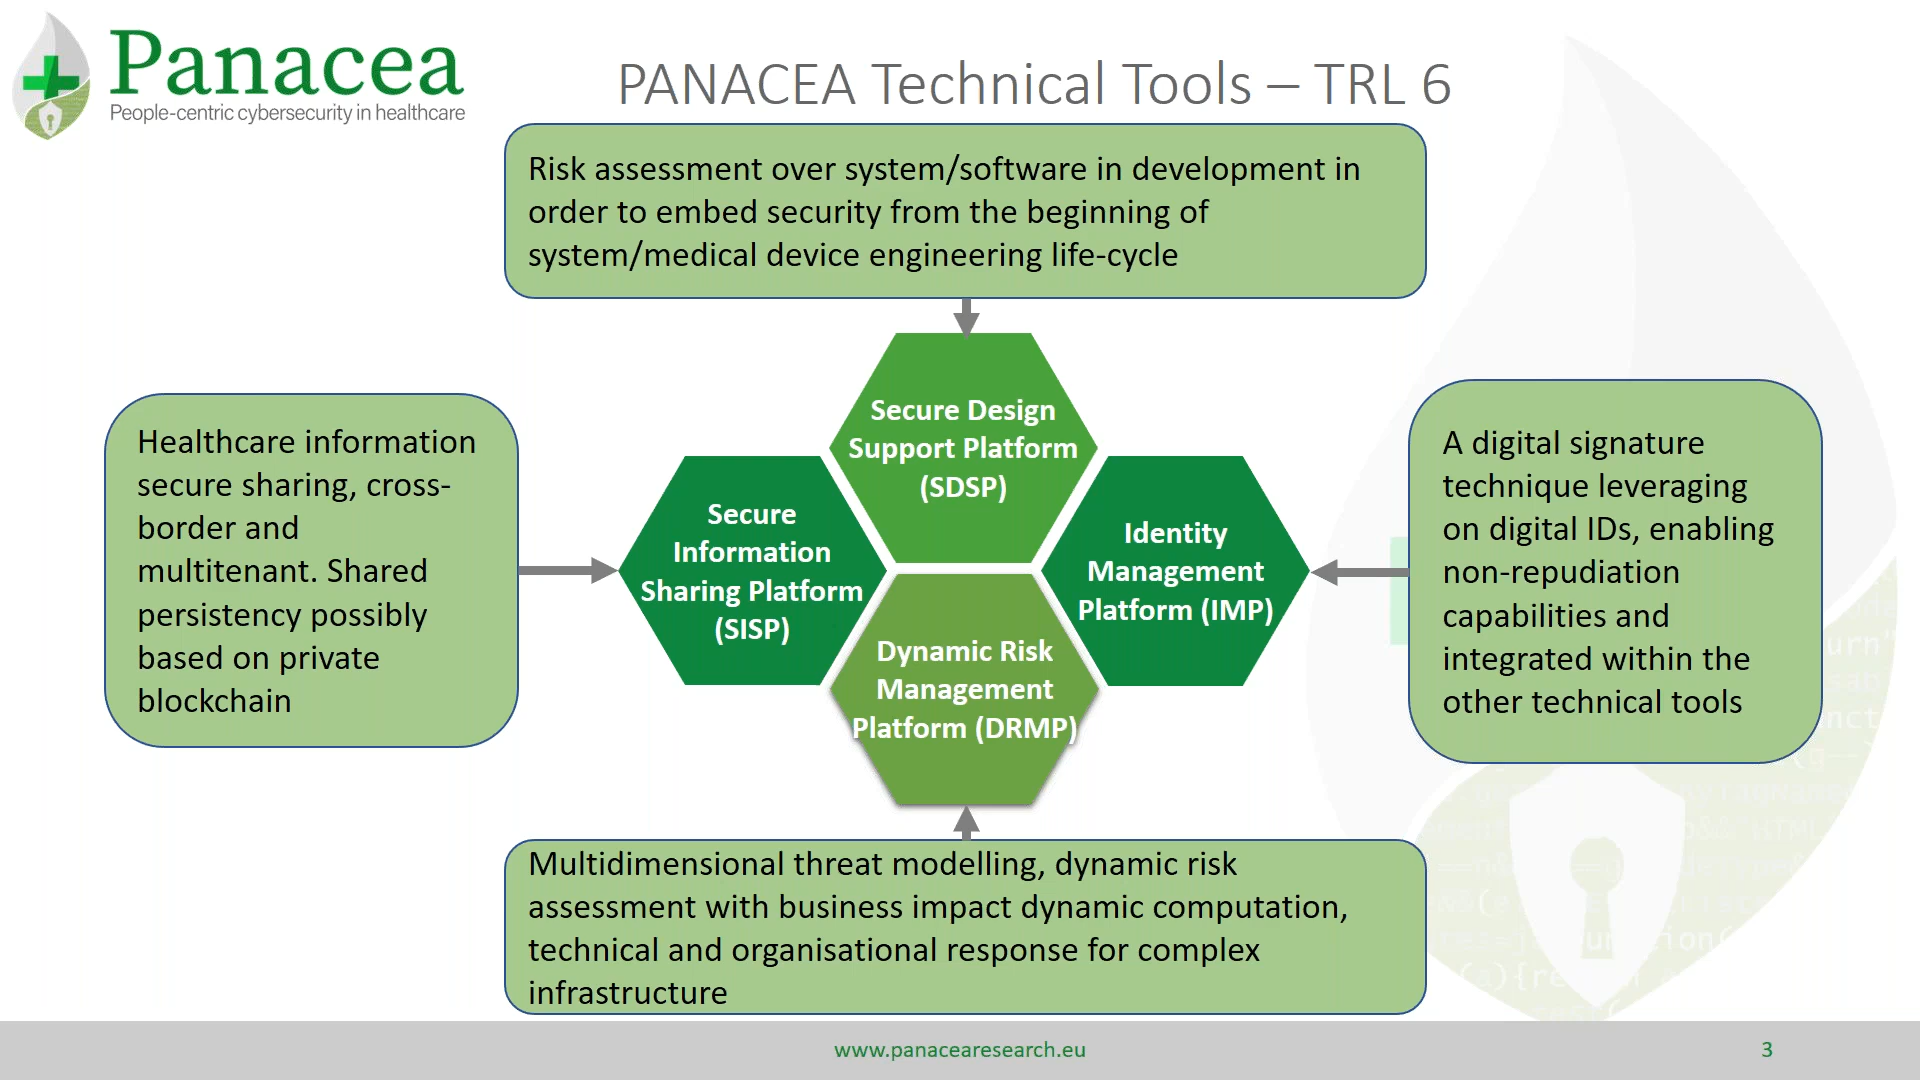 Panacea
People-centric cybersecurity in healthcare
PANACEA Technical Tools – TRL 6
Risk assessment over system/software in development in
order to embed security from the beginning of
system/medical device engineering life-cycle
Healthcare information
secure sharing, cross-
border and
multitenant. Shared
persistency possibly
based on private
blockchain
Secure
Information
Sharing Platform
(SISP)
Secure Design
Support Platform
(SDSP)
Dynamic Risk
Management
Platform (DRMP)
Identity
Management
Platform (IMP)
A digital signature
technique leveraging
on digital IDs, enabling
non-repudiation
capabilities and
integrated within the
other technical tools
Multidimensional threat modelling, dynamic risk
assessment with business impact dynamic computation,
technical and organisational response for complex
infrastructure
www.panacearesearch.eu
3